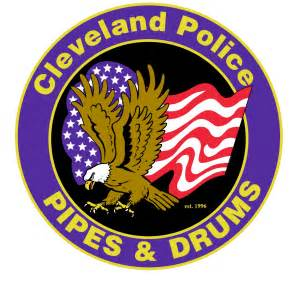 Cleveland Police
est. 1996
PIPES & DRUMS